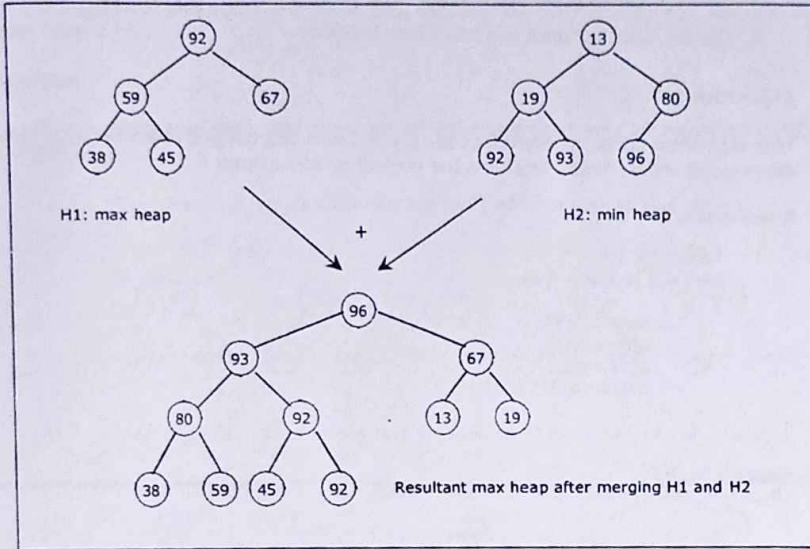 92 13
59 67 19 80
38 45 92 93 96
H1: max heap H2: min heap
+
96
93 67
80 92 13 19
38 59 45 92 Resultant max heap after merging H1 and H2